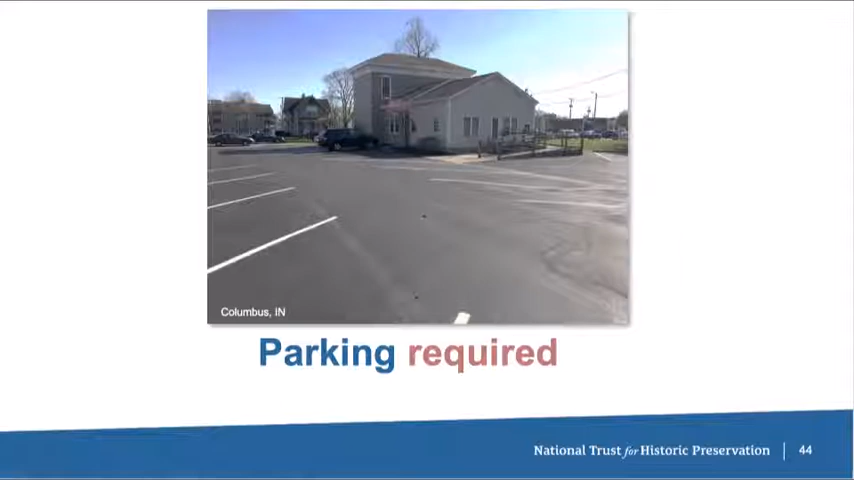 Columbus, IN
Parking required
National Trust for Historic Preservation 44